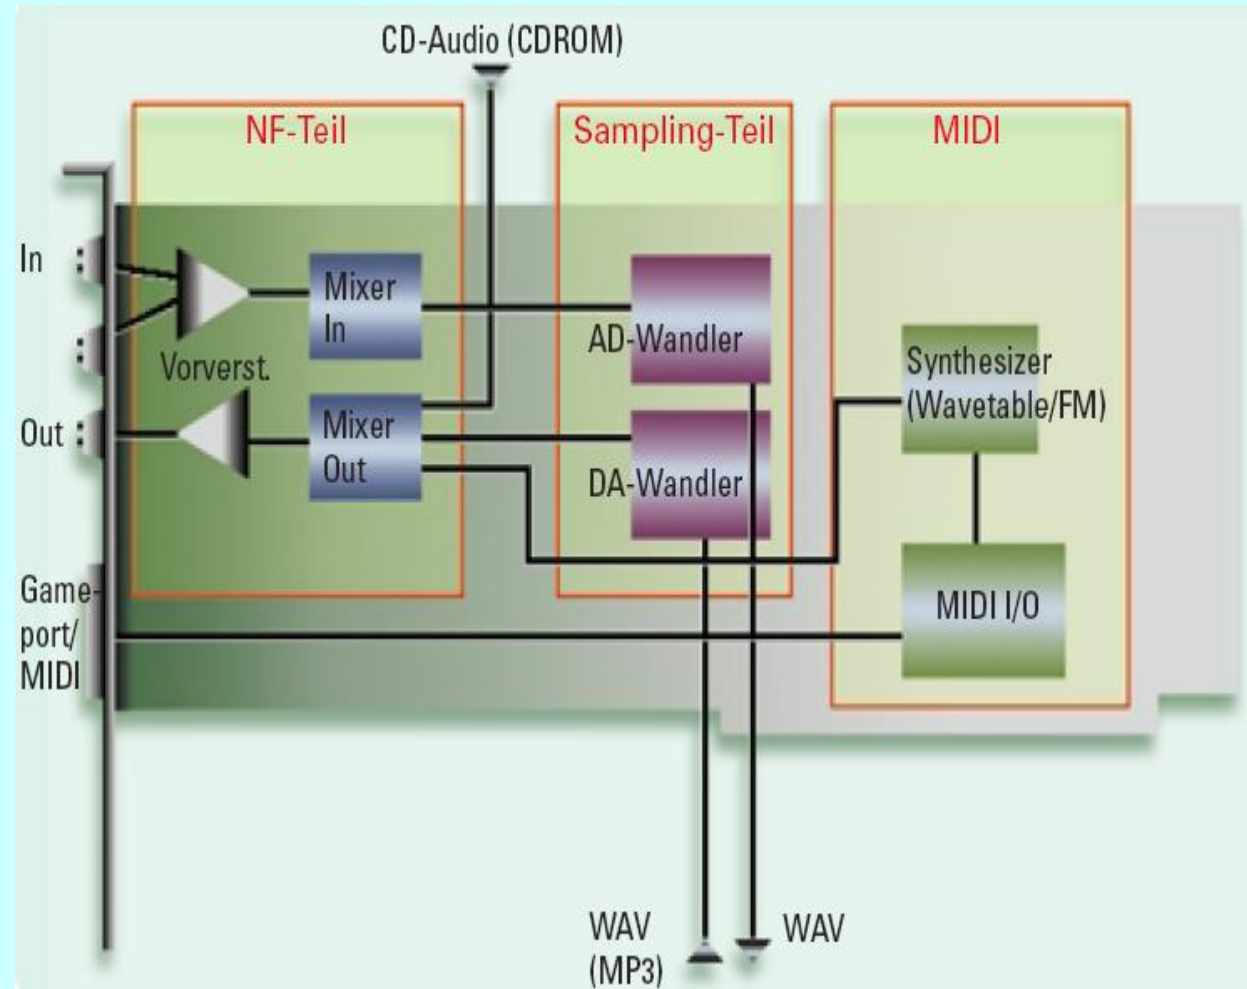 CD-Audio (CDROM)
NF-Teil
Sampling-Teil
MIDI
In
Mixer
In
AD-Wandler
Vorverst.
Synthesizer
(Wavetable/FM)
Out
Mixer
Out
DA-Wandler
Game-
port/
MIDI
MIDI I/O
WAV
(MP3)
WAV